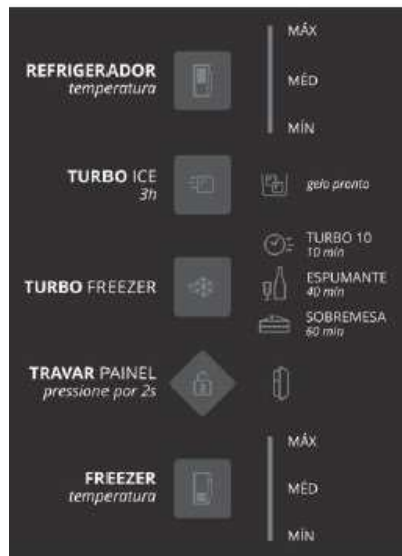 MÁX
REFRIGERADOR
temperatura
MÉD
MÍN
TURBO ICE
3h
gelo pronto
TURBO 10
10 min
TURBO FREEZER
ESPUMANTE
40 min
SOBREMESA
60 min
TRAVAR PAINEL
pressione por 2s
MÁX
FREEZER
temperatura
MÉD
MÍN